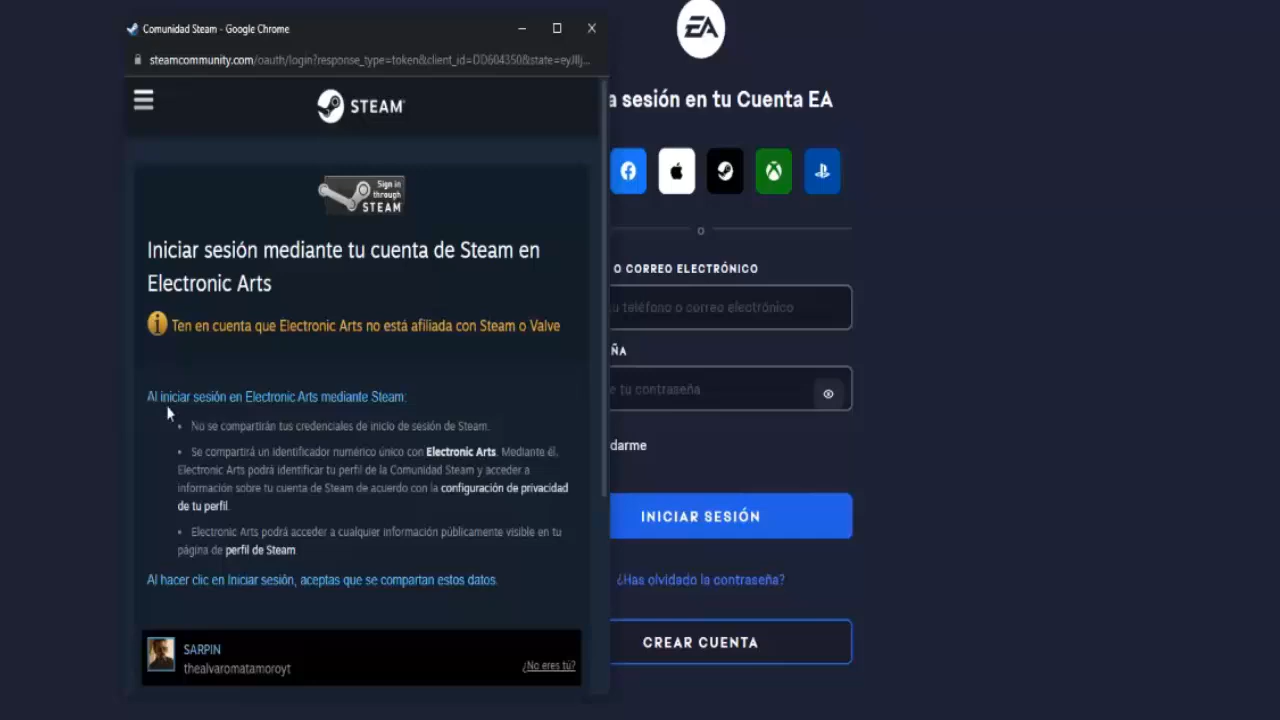 Comunidad Steam - Google Chrome
steamcommunity.com/oauth/login?response_type=token&client_id=DD604350&state=eyJllj...
STEAM
Sign in
through
STEAM
Iniciar sesión mediante tu cuenta de Steam en
Electronic Arts
Ten en cuenta que Electronic Arts no está afiliada con Steam o Valve
Al iniciar sesión en Electronic Arts mediante Steam:
• No se compartirán tus credenciales de inicio de sesión de Steam.
• Se compartirá un identificador numérico único con Electronic Arts. Mediante él,
Electronic Arts podrá identificar tu perfil de la Comunidad Steam y acceder a
información sobre tu cuenta de Steam de acuerdo con la configuración de privacidad
de tu perfil.
• Electronic Arts podrá acceder a cualquier información públicamente visible en tu
página de perfil de Steam.
Al hacer clic en Iniciar sesión, aceptas que se compartan estos datos.
SARPIN
thealvaromatamoroyt
¿No eres tú?
EA
a sesión en tu Cuenta EA
o
O CORREO ELECTRÓNICO
u teléfono o correo electrónico
ÑA
e tu contraseña
darme
INICIAR SESIÓN
¿Has olvidado la contraseña?
CREAR CUENTA